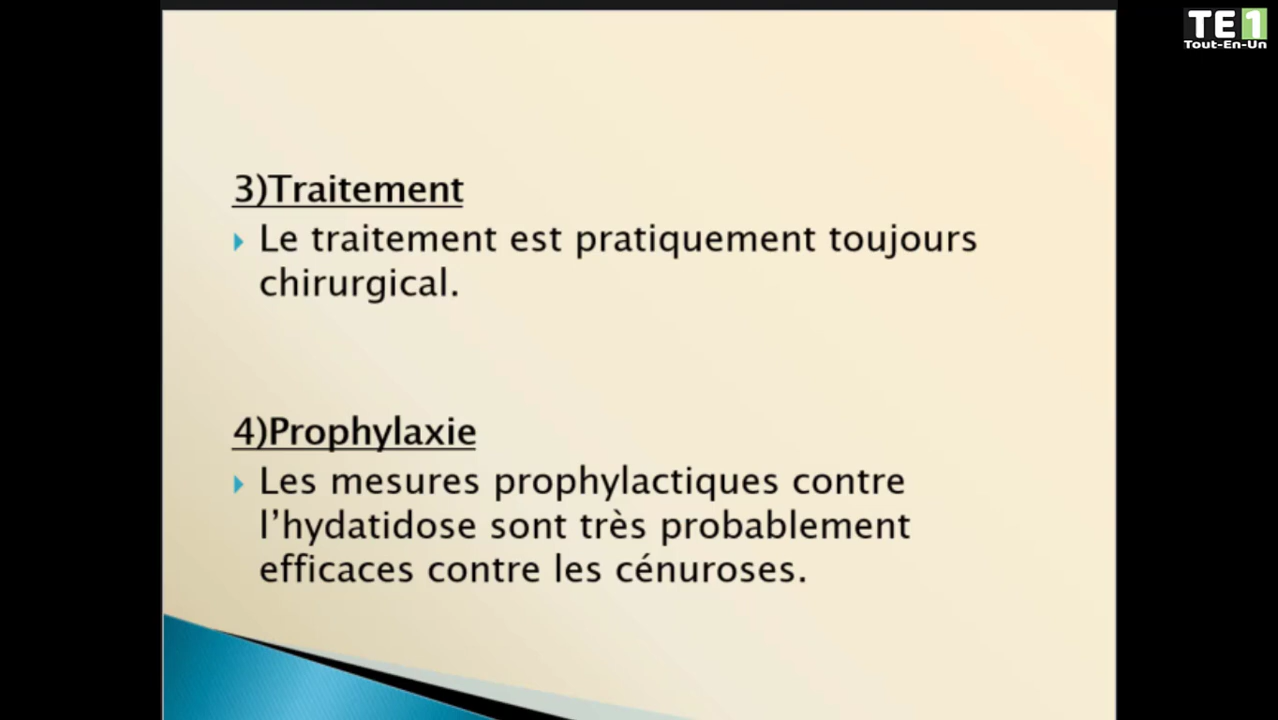 TE1
Tout-En-Un
3)Traitement
Le traitement est pratiquement toujours
chirurgical.
4)Prophylaxie
Les mesures prophylactiques contre
l’hydatidose sont très probablement
efficaces contre les cénuroses.